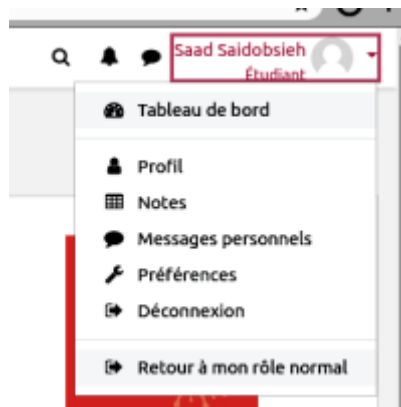 Saad Saidobsieh
Étudiant
Tableau de bord
Profil
Notes
Messages personnels
Préférences
Déconnexion
Retour à mon rôle normal